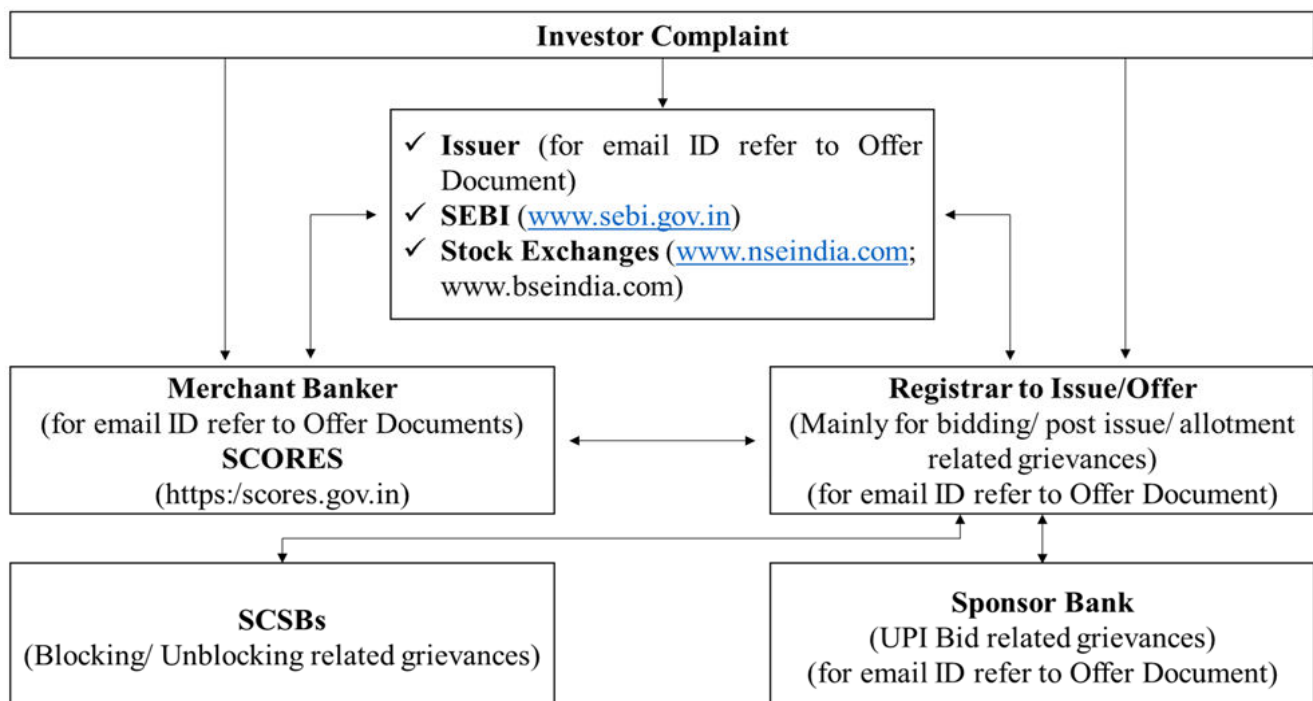 Investor Complaint
✓ Issuer (for email ID refer to Offer
Document)
✓ SEBI (www.sebi.gov.in)
✓ Stock Exchanges (www.nseindia.com;
www.bseindia.com)
Merchant Banker
(for email ID refer to Offer Documents)
SCORES
(https:/scores.gov.in)
Registrar to Issue/Offer
(Mainly for bidding/ post issue/ allotment
related grievances)
(for email ID refer to Offer Document)
SCSBs
(Blocking/ Unblocking related grievances)
Sponsor Bank
(UPI Bid related grievances)
(for email ID refer to Offer Document)